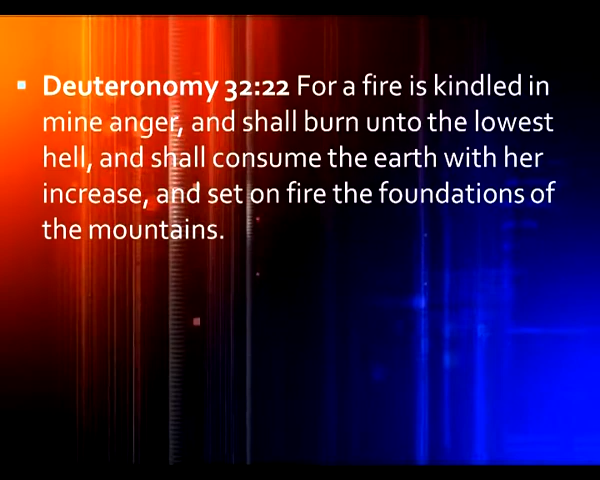 ▪ Deuteronomy 32:22 For a fire is kindled in
mine anger, and shall burn unto the lowest
hell, and shall consume the earth with her
increase, and set on fire the foundations of
the mountains.